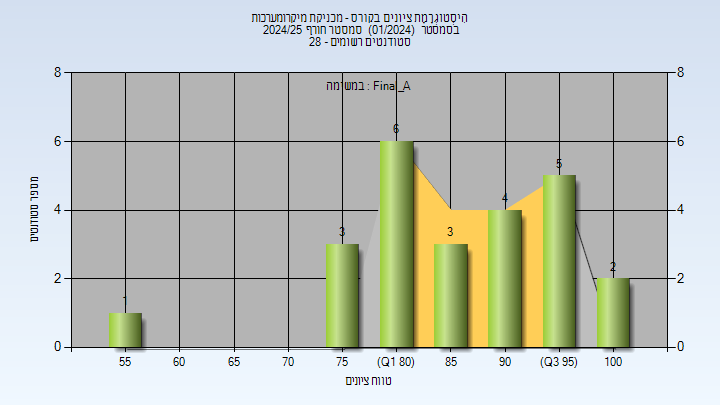 היסטוגרמת ציונים בקורס - מכניקת מיקרומערכות
בסמסטר (01/2024) סמסטר חורף 2024/25
סטודנטים רשומים - 28
במשימה : Final_A
מספר סטודנטים
8
6
4
2
0
8
6
4
2
0
1
3
6
3
4
5
2
55 60 65 70 75 (Q1 80) 85 90 (Q3 95) 100
טווח ציונים